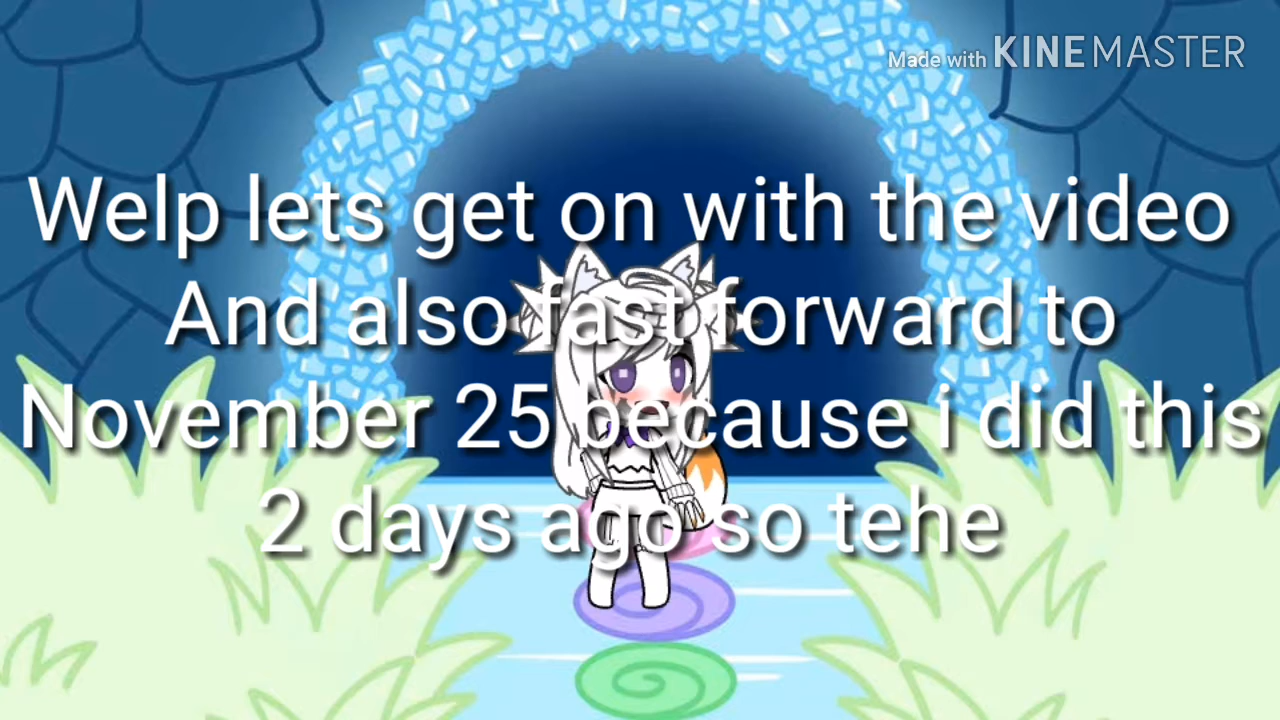 Made with KINEMASTER
Welp lets get on with the video
And also fast forward to
November 25 because i did this
2 days ago so tehe